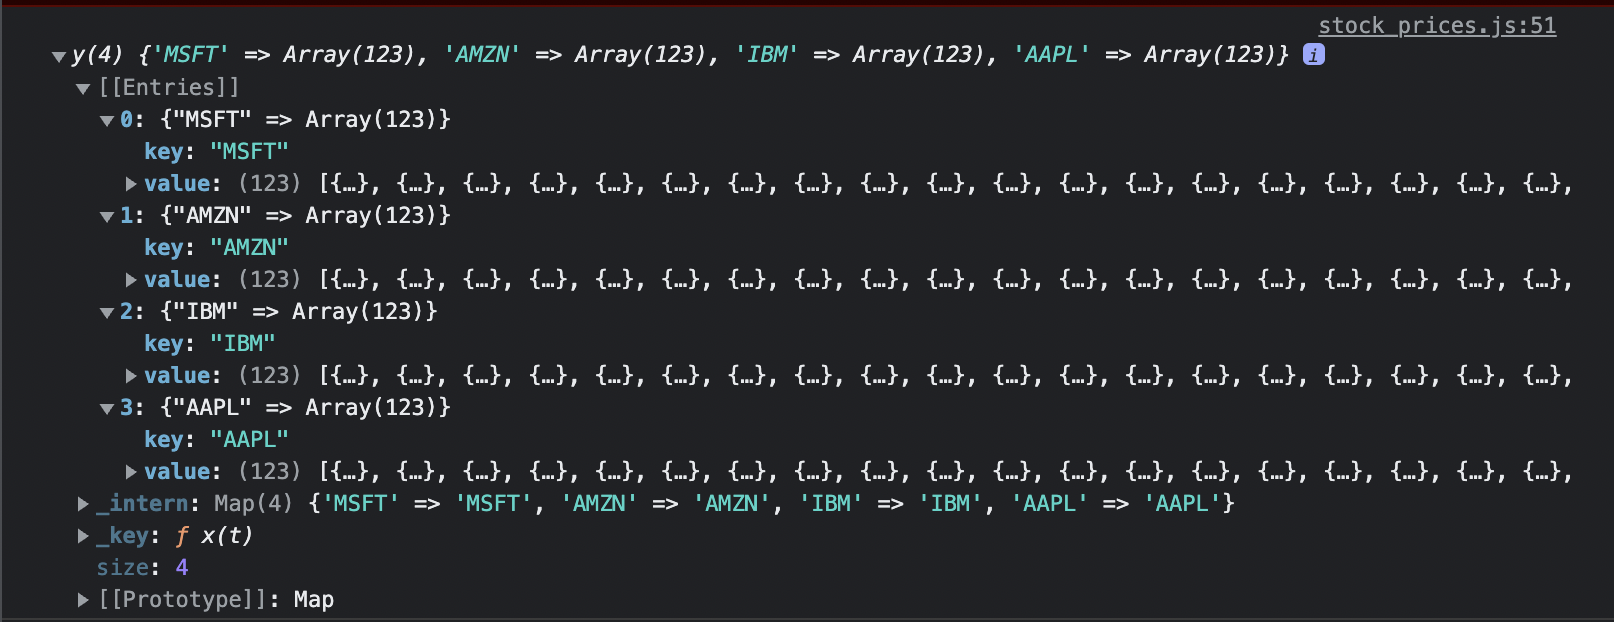 stock_prices.js:51
▼y(4) {'MSFT' => Array(123), 'AMZN' => Array(123), 'IBM' => Array(123), 'AAPL' => Array(123)} i
▼[[Entries]]
▼0: {"MSFT" => Array(123)}
key: "MSFT"
▶value: (123) [{…}, {…}, {…}, {…}, {…}, {…}, {…}, {…}, {…}, {…}, {…}, {…}, {…}, {…}, {…}, {…}, {…}, {…}, {…},
▼1: {"AMZN" => Array(123)}
key: "AMZN"
▶value: (123) [{…}, {…}, {…}, {…}, {…}, {…}, {…}, {…}, {…}, {…}, {…}, {…}, {…}, {…}, {…}, {…}, {…}, {…}, {…},
▼2: {"IBM" => Array(123)}
key: "IBM"
▶value: (123) [{…}, {…}, {…}, {…}, {…}, {…}, {…}, {…}, {…}, {…}, {…}, {…}, {…}, {…}, {…}, {…}, {…}, {…}, {…},
▼3: {"AAPL" => Array(123)}
key: "AAPL"
▶value: (123) [{…}, {…}, {…}, {…}, {…}, {…}, {…}, {…}, {…}, {…}, {…}, {…}, {…}, {…}, {…}, {…}, {…}, {…}, {…},
▶_intern: Map(4) {'MSFT' => 'MSFT', 'AMZN' => 'AMZN', 'IBM' => 'IBM', 'AAPL' => 'AAPL'}
▶_key: ƒ x(t)
size: 4
▶[[Prototype]]: Map